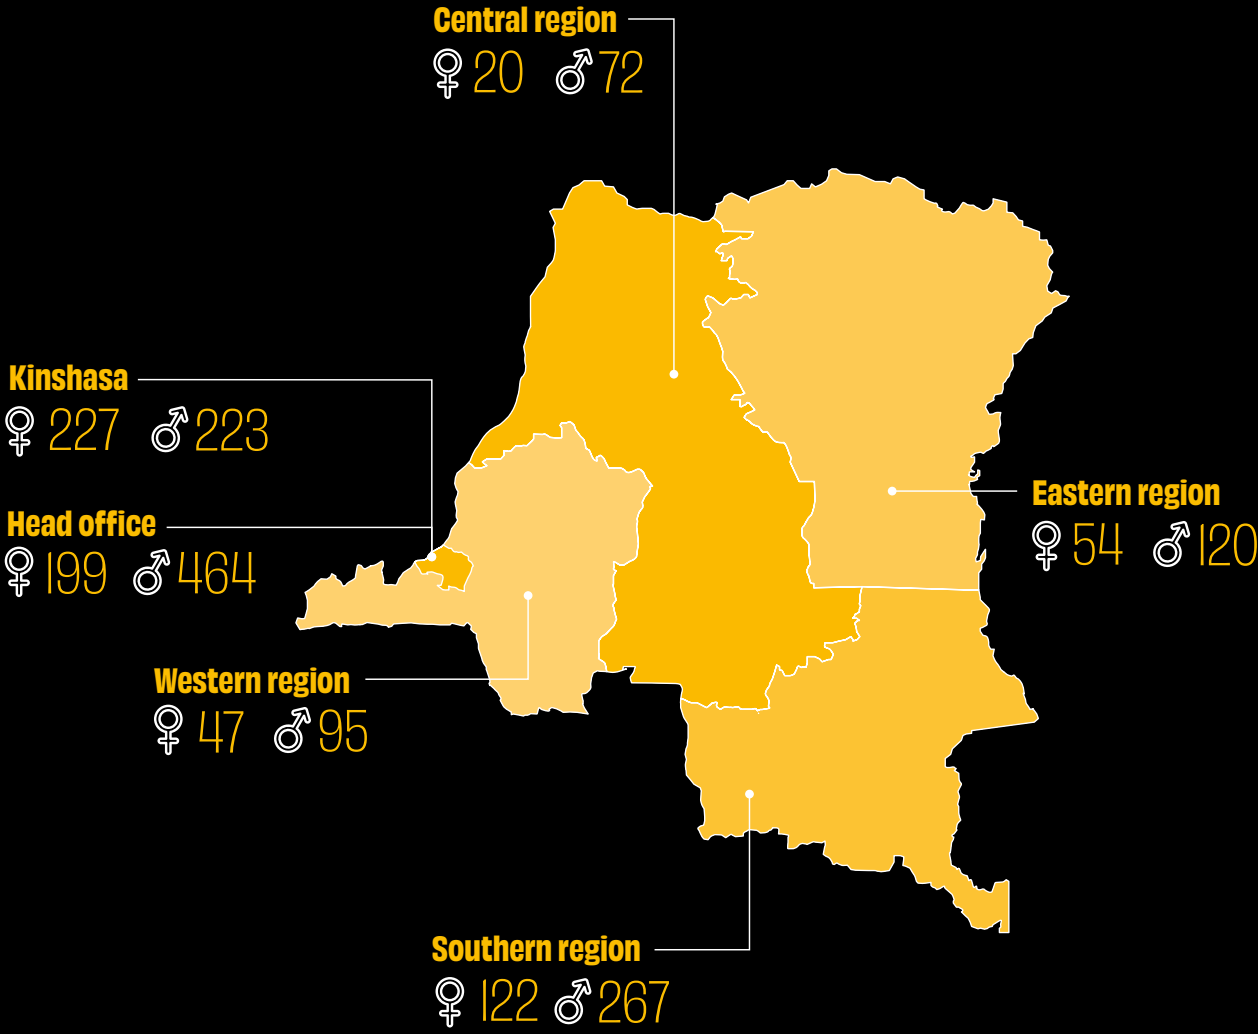 Central region
♀ 20 ♂ 72
Kinshasa
♀ 227 ♂ 223
Head office
♀ 199 ♂ 464
Eastern region
♀ 54 ♂ 120
Western region
♀ 47 ♂ 95
Southern region
♀ 122 ♂ 267